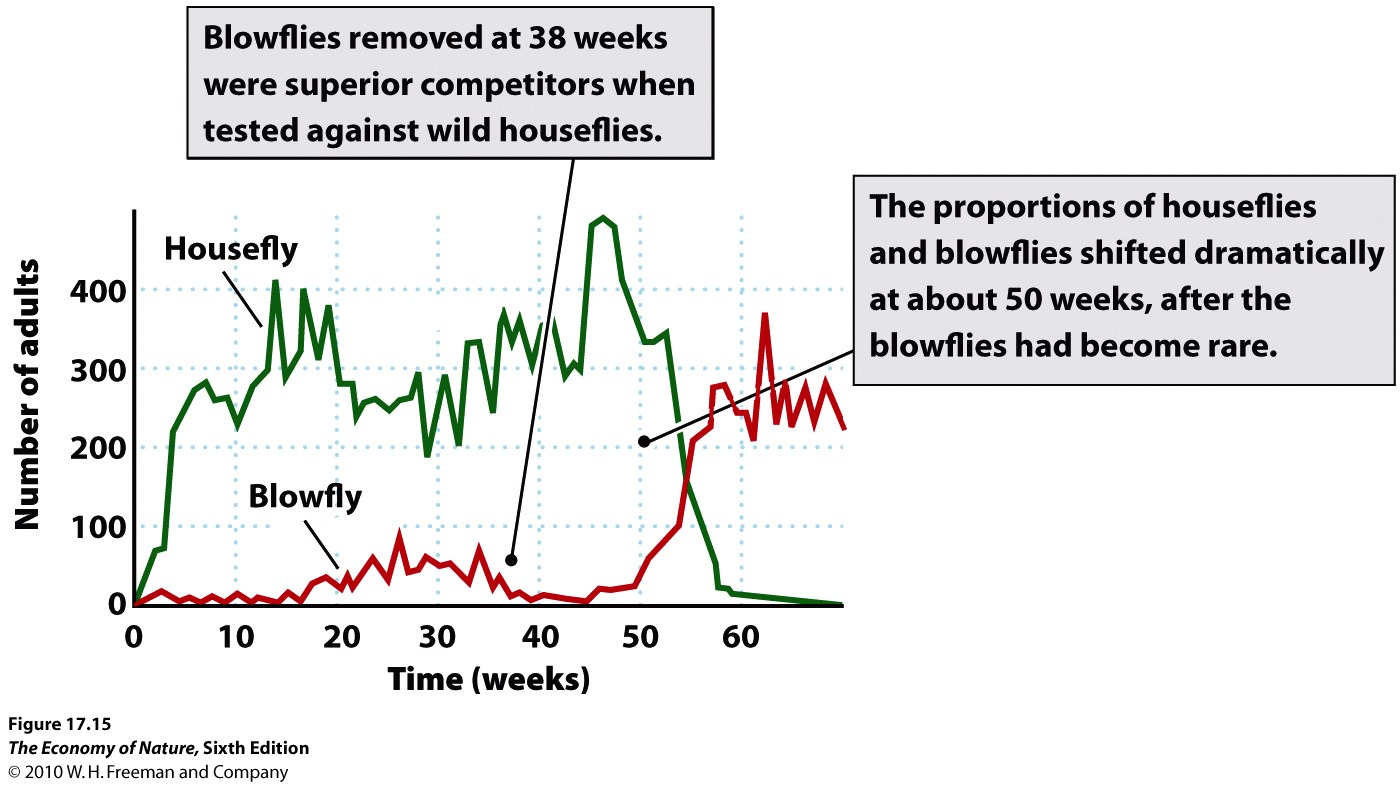 Blowflies removed at 38 weeks
were superior competitors when
tested against wild houseflies.
The proportions of houseflies
and blowflies shifted dramatically
at about 50 weeks, after the
blowflies had become rare.
Housefly
Blowfly
Number of adults
400
300
200
100
0
0 10 20 30 40 50 60
Time (weeks)
Figure 17.15
The Economy of Nature, Sixth Edition
© 2010 W. H. Freeman and Company